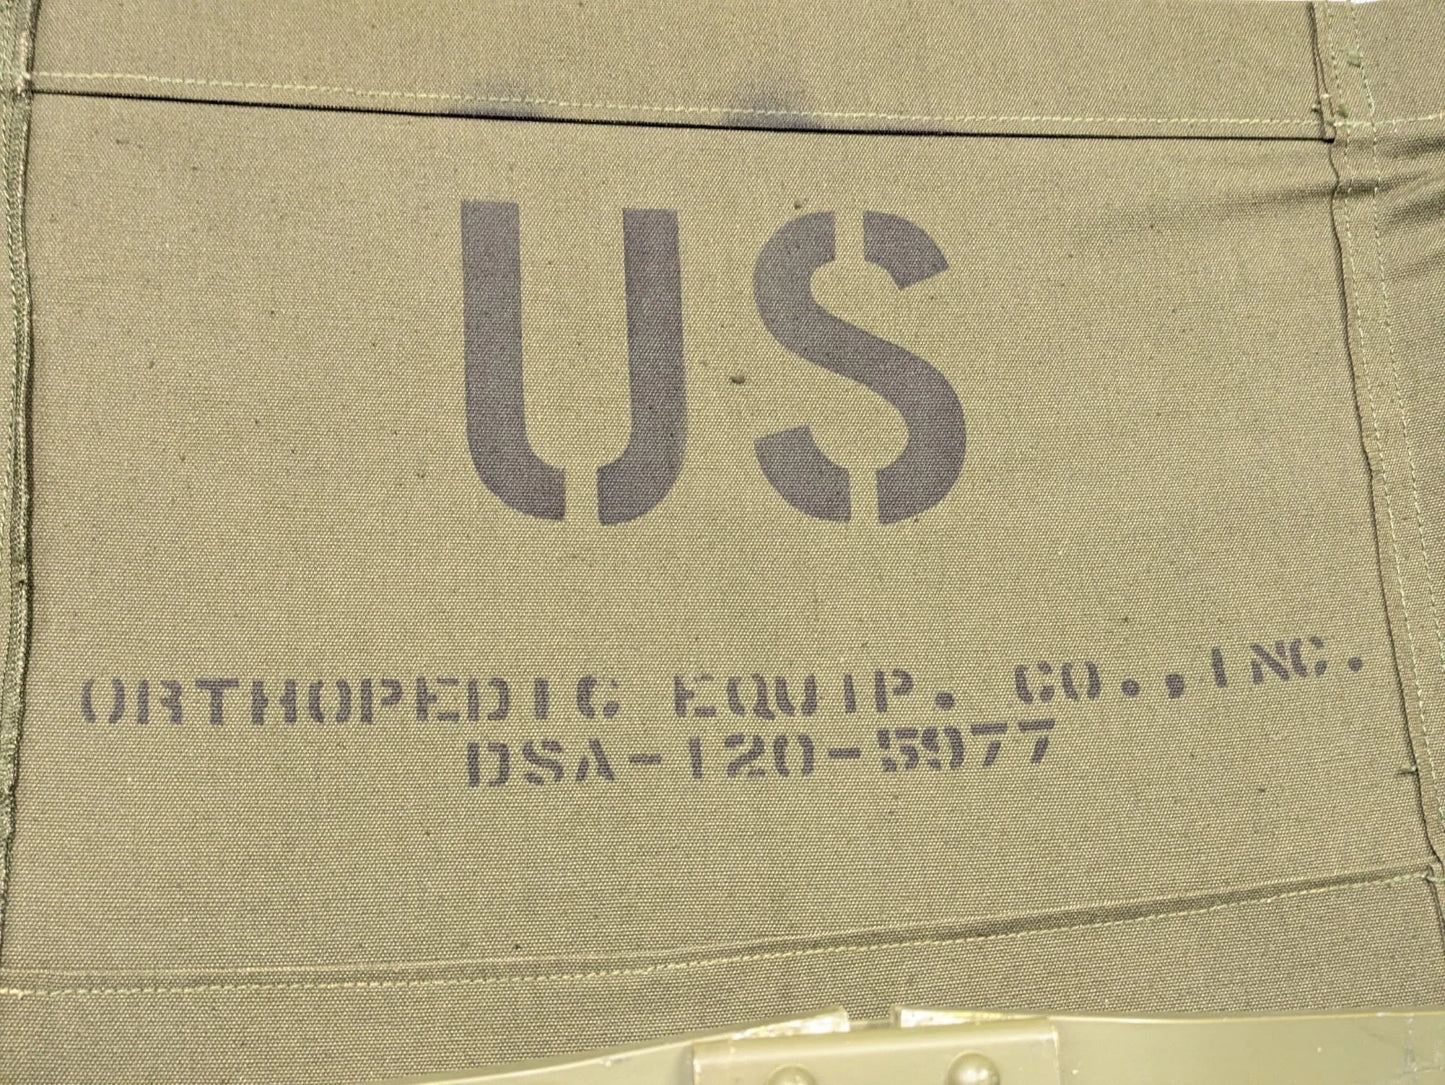 US
ORTHOPEDIC EQUIP. CO.,INC.
DSA-120-5977